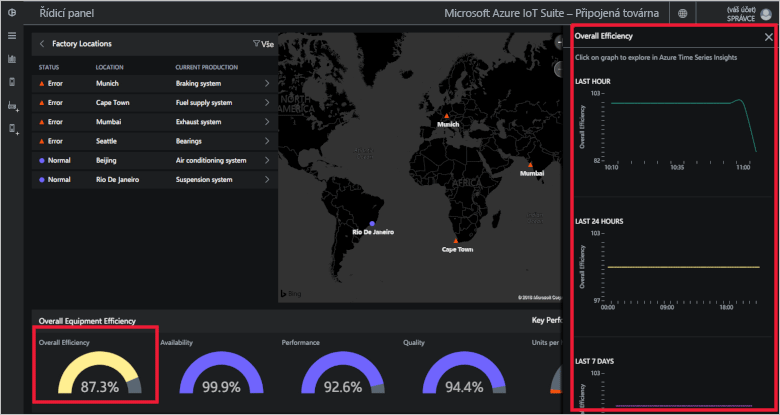 Řídicí panel
Microsoft Azure IoT Suite – Připojená továrna
(váš účet)
SPRÁVCE
Factory Locations
Vše
STATUS LOCATION CURRENT PRODUCTION
Error Munich Braking system
Error Cape Town Fuel supply system
Error Mumbai Exhaust system
Error Seattle Bearings
Normal Beijing Air conditioning system
Normal Rio De Janeiro Suspension system
NORTH
AMERICA
AFRICA
Munich
Mumbai
Rio De Janeiro
Cape Town
Bing
Overall Equipment Efficiency
Key Perfo
Overall Efficiency
87.3%
Availability
99.9%
Performance
92.6%
Quality
94.4%
Units per
Overall Efficiency
Click on graph to explore in Azure Time Series Insights
LAST HOUR
103
Overall Efficiency
82
10:10 10:35 11:00
LAST 24 HOURS
103
Overall Efficiency
97
00:00 09:00 18:00
LAST 7 DAYS
103